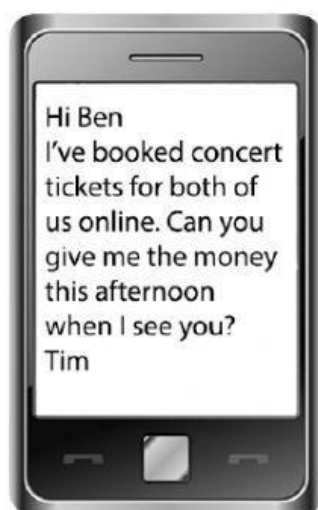 Hi Ben
I've booked concert
tickets for both of
us online. Can you
give me the money
this afternoon
when I see you?
Tim